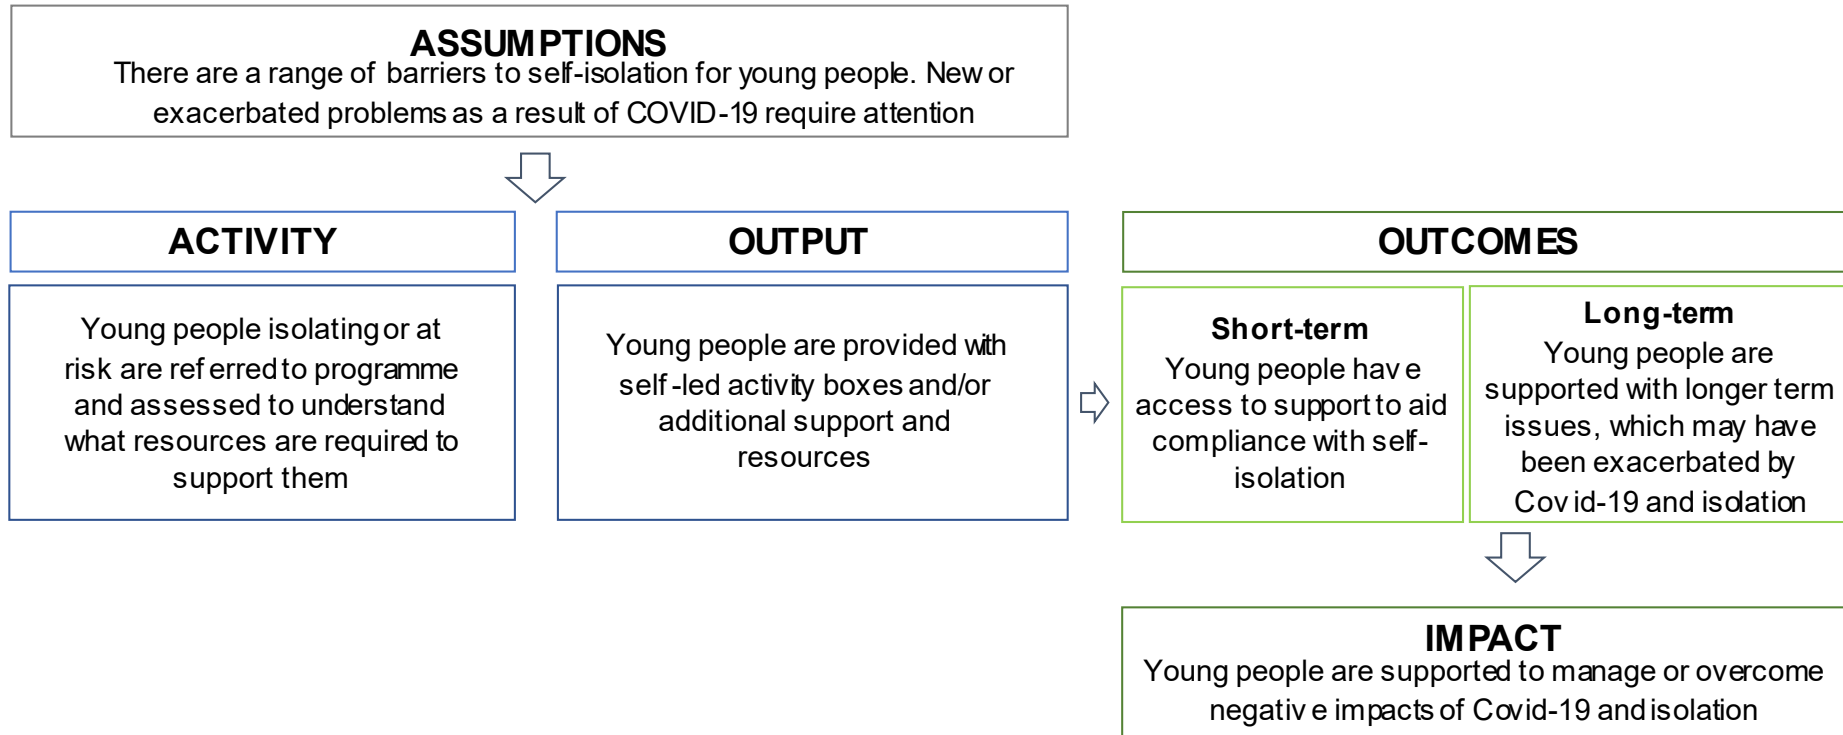 ASSUMPTIONS
There are a range of barriers to self-isolation for young people. New or
exacerbated problems as a result of COVID-19 require attention
ACTIVITY
Young people isolating or at
risk are referred to programme
and assessed to understand
what resources are required to
support them
OUTPUT
Young people are provided with
self-led activity boxes and/or
additional support and
resources
OUTCOMES
Short-term
Young people have
access to support to aid
compliance with self-
isolation
Long-term
Young people are
supported with longer term
issues, which may have
been exacerbated by
Covid-19 and isolation
IMPACT
Young people are supported to manage or overcome
negative impacts of Covid-19 and isolation